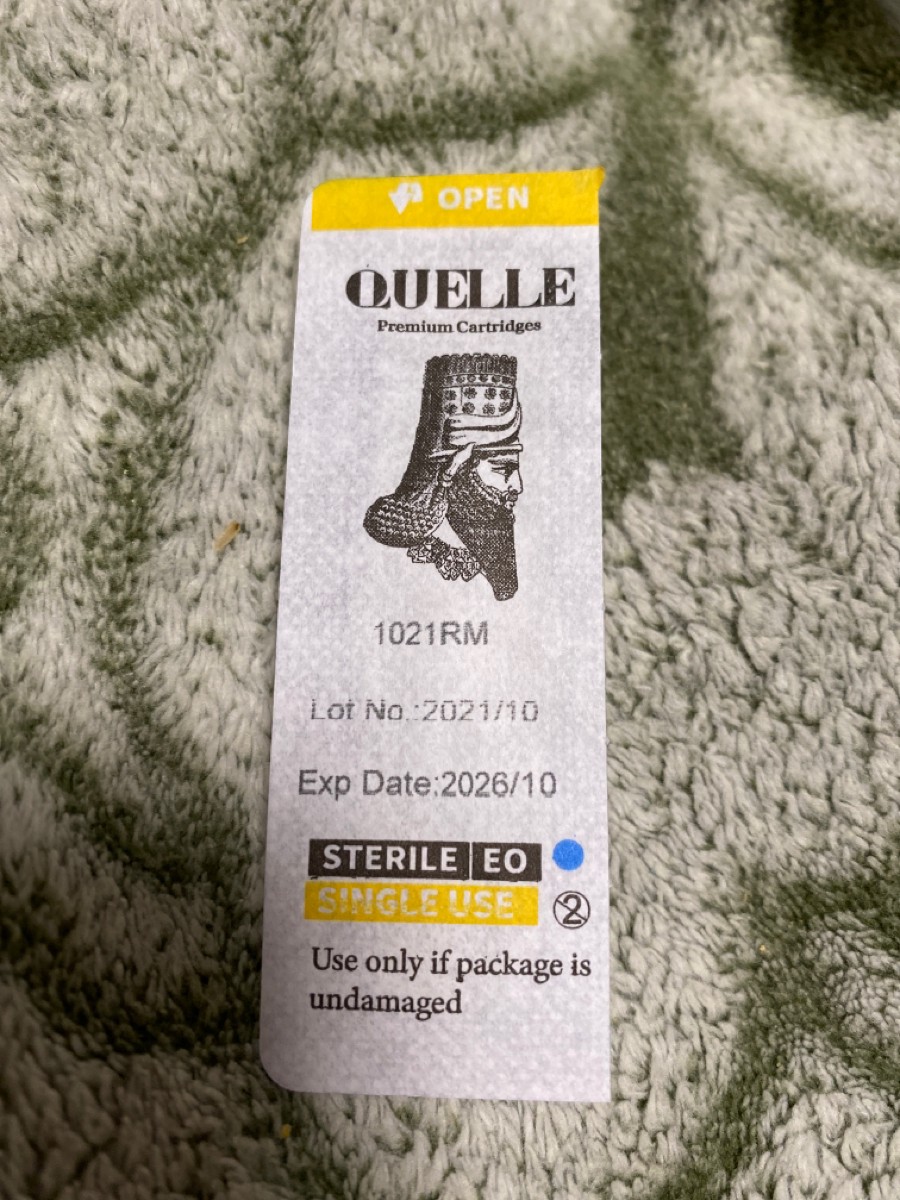 OPEN
QUELLE
Premium Cartridges
1021RM
Lot No.:2021/10
Exp Date:2026/10
STERILE EO
SINGLE USE 2
Use only if package is
undamaged